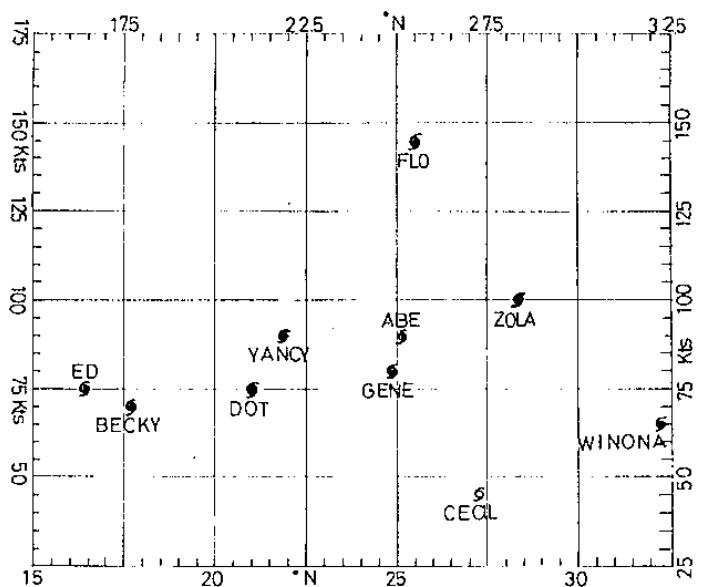 17.5 22.5 °N 27.5 32.5
175 150 Kts 125 100 75 Kts 50 25
150 125 100 Kts 75 50 25
FLO
ABE ZOLA
YANCY
ED GENE
DOT
BECKY
WINONA
CECIL
15 20 °N 25 30